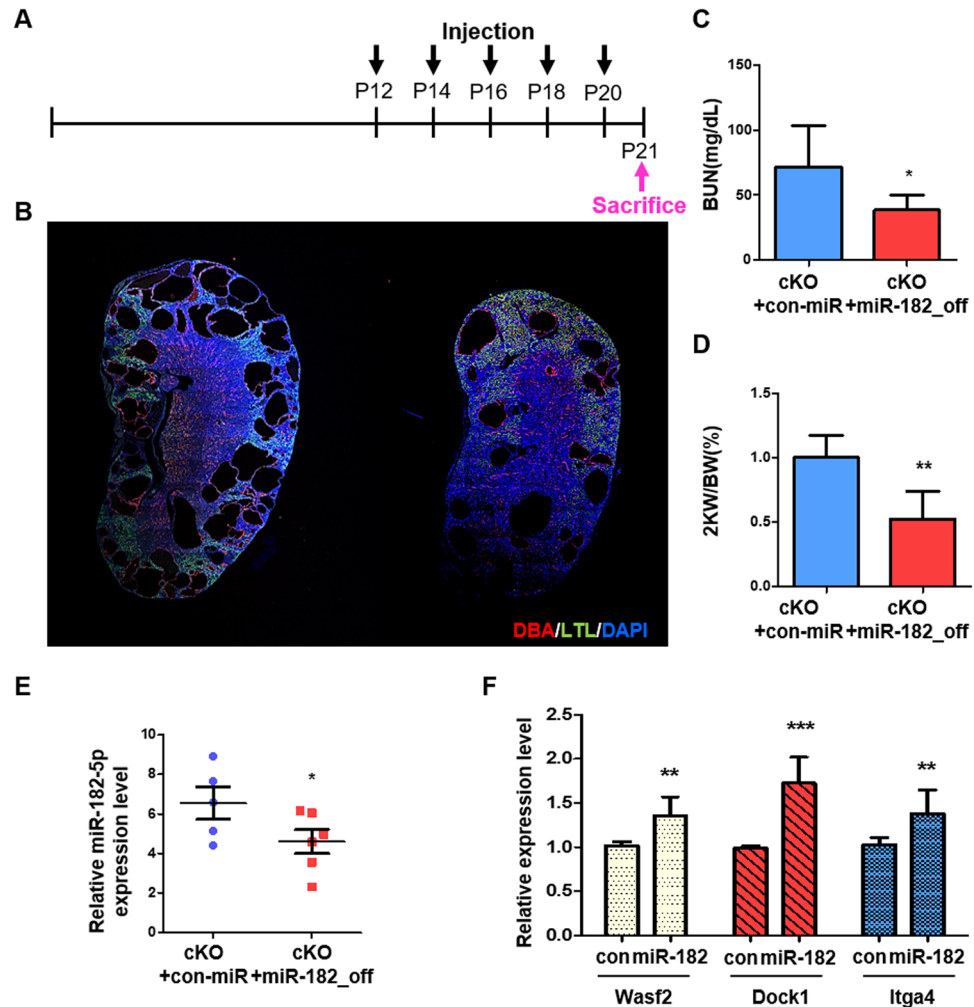 A
Injection
P12 P14 P16 P18 P20
P21
Sacrifice
B
DBA/LTL/DAPI
C
BUN(mg/dL)
150
100
50
0
*
cKO cKO
+con-miR +miR-182_off
D
2KW/BW(%)
1.5
1.0
0.5
0.0
**
cKO cKO
+con-miR +miR-182_off
E
Relative miR-182-5p
expression level
10
8
6
4
2
0
*
cKO cKO
+con-miR +miR-182_off
F
Relative expression level
2.5
2.0
1.5
1.0
0.5
0.0
** *** **
con miR-182 con miR-182 con miR-182
Wasf2 Dock1 Itga4